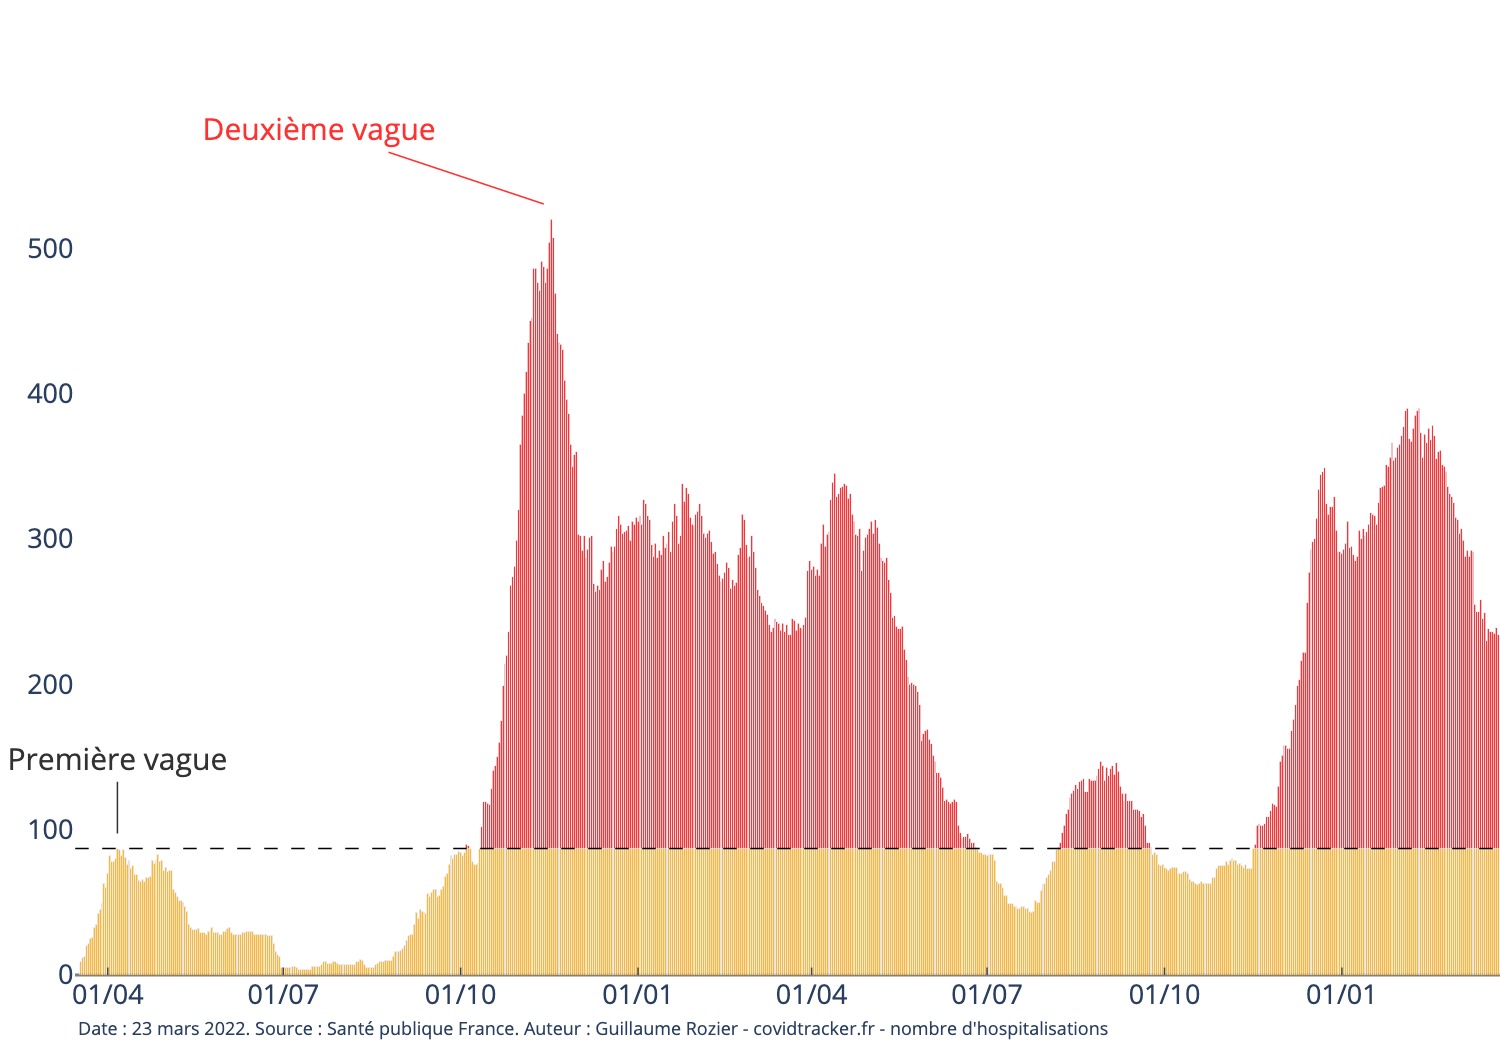 Deuxième vague
500
400
300
200
Première vague
100
0
01/04 01/07 01/10 01/01 01/04 01/07 01/10 01/01
Date : 23 mars 2022. Source : Santé publique France. Auteur : Guillaume Rozier - covidtracker.fr - nombre d'hospitalisations